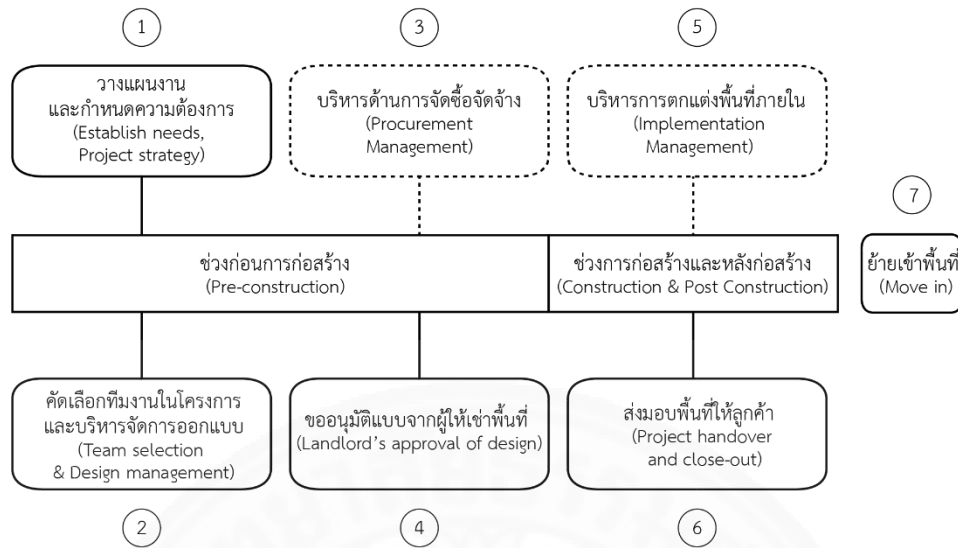 1
3
5
วางแผนงาน
และกำหนดความต้องการ
(Establish needs,
Project strategy)
บริหารด้านการจัดซื้อจัดจ้าง
(Procurement
Management)
บริหารการตกแต่งพื้นที่ภายใน
(Implementation
Management)
7
ช่วงก่อนการก่อสร้าง
(Pre-construction)
ช่วงการก่อสร้างและหลังก่อสร้าง
(Construction & Post Construction)
ย้ายเข้าพื้นที่
(Move in)
คัดเลือกทีมงานในโครงการ
และบริหารจัดการออกแบบ
(Team selection
& Design management)
ขออนุมัติแบบจากผู้ให้เช่าพื้นที่
(Landlord's approval of design)
ส่งมอบพื้นที่ให้ลูกค้า
(Project handover
and close-out)
2
4
6